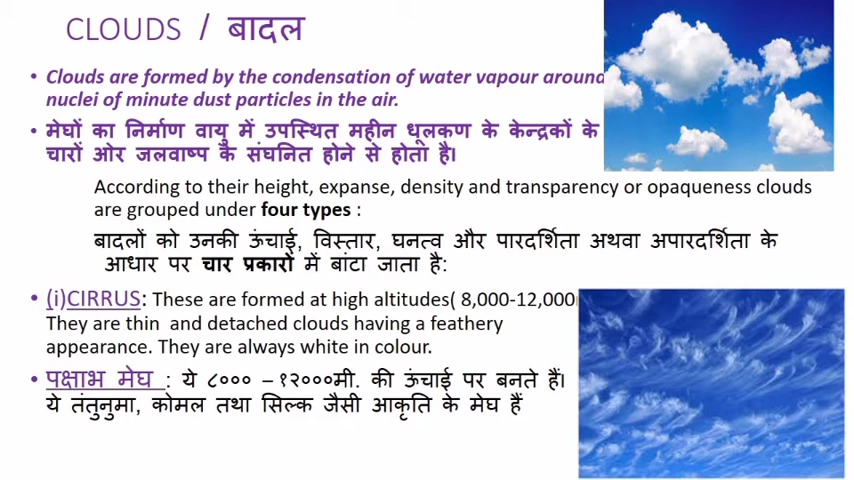 CLOUDS / बादल
• Clouds are formed by the condensation of water vapour around
nuclei of minute dust particles in the air.
• मेघों का निर्माण वायु में उपस्थित महीन धूलकण के केन्द्रकों के
चारों ओर जलवाष्प के संघनित होने से होता है।
According to their height, expanse, density and transparency or opaqueness clouds
are grouped under four types :
बादलों को उनकी ऊंचाई, विस्तार, घनत्व और पारदर्शिता अथवा अपारदर्शिता के
आधार पर चार प्रकारों में बांटा जाता है:
• (i)CIRRUS: These are formed at high altitudes( 8,000-12,000
They are thin and detached clouds having a feathery
appearance. They are always white in colour.
• पक्षाभ मेघ : ये ८००० – १२०००मी. की ऊंचाई पर बनते हैं।
ये तंतुनुमा, कोमल तथा सिल्क जैसी आकृति के मेघ हैं